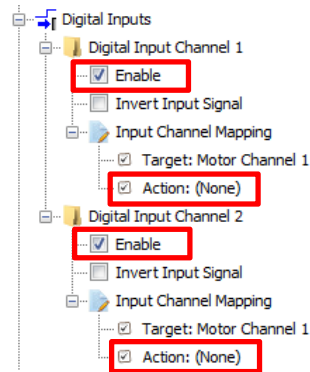 Digital Inputs
Digital Input Channel 1
Enable
Invert Input Signal
Input Channel Mapping
Target: Motor Channel 1
Action: (None)
Digital Input Channel 2
Enable
Invert Input Signal
Input Channel Mapping
Target: Motor Channel 1
Action: (None)